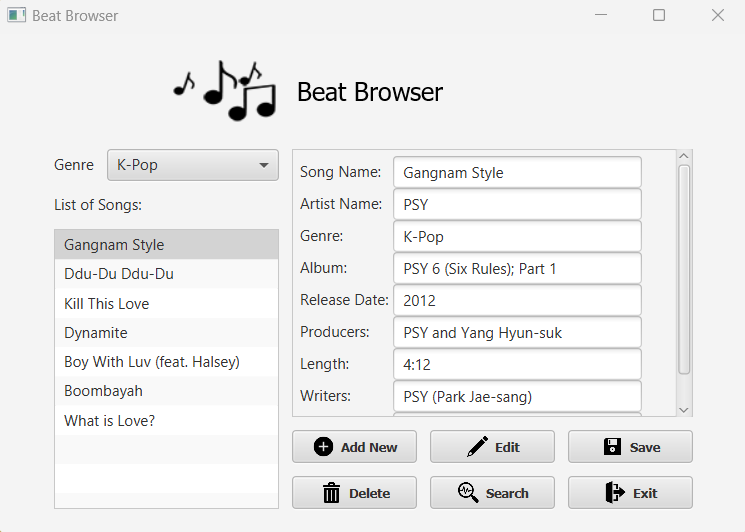 Beat Browser
Beat Browser
Genre K-Pop
List of Songs:
Gangnam Style
Ddu-Du Ddu-Du
Kill This Love
Dynamite
Boy With Luv (feat. Halsey)
Boombayah
What is Love?
Song Name: Gangnam Style
Artist Name: PSY
Genre: K-Pop
Album: PSY 6 (Six Rules); Part 1
Release Date: 2012
Producers: PSY and Yang Hyun-suk
Length: 4:12
Writers: PSY (Park Jae-sang)
Add New Edit Save
Delete Search Exit